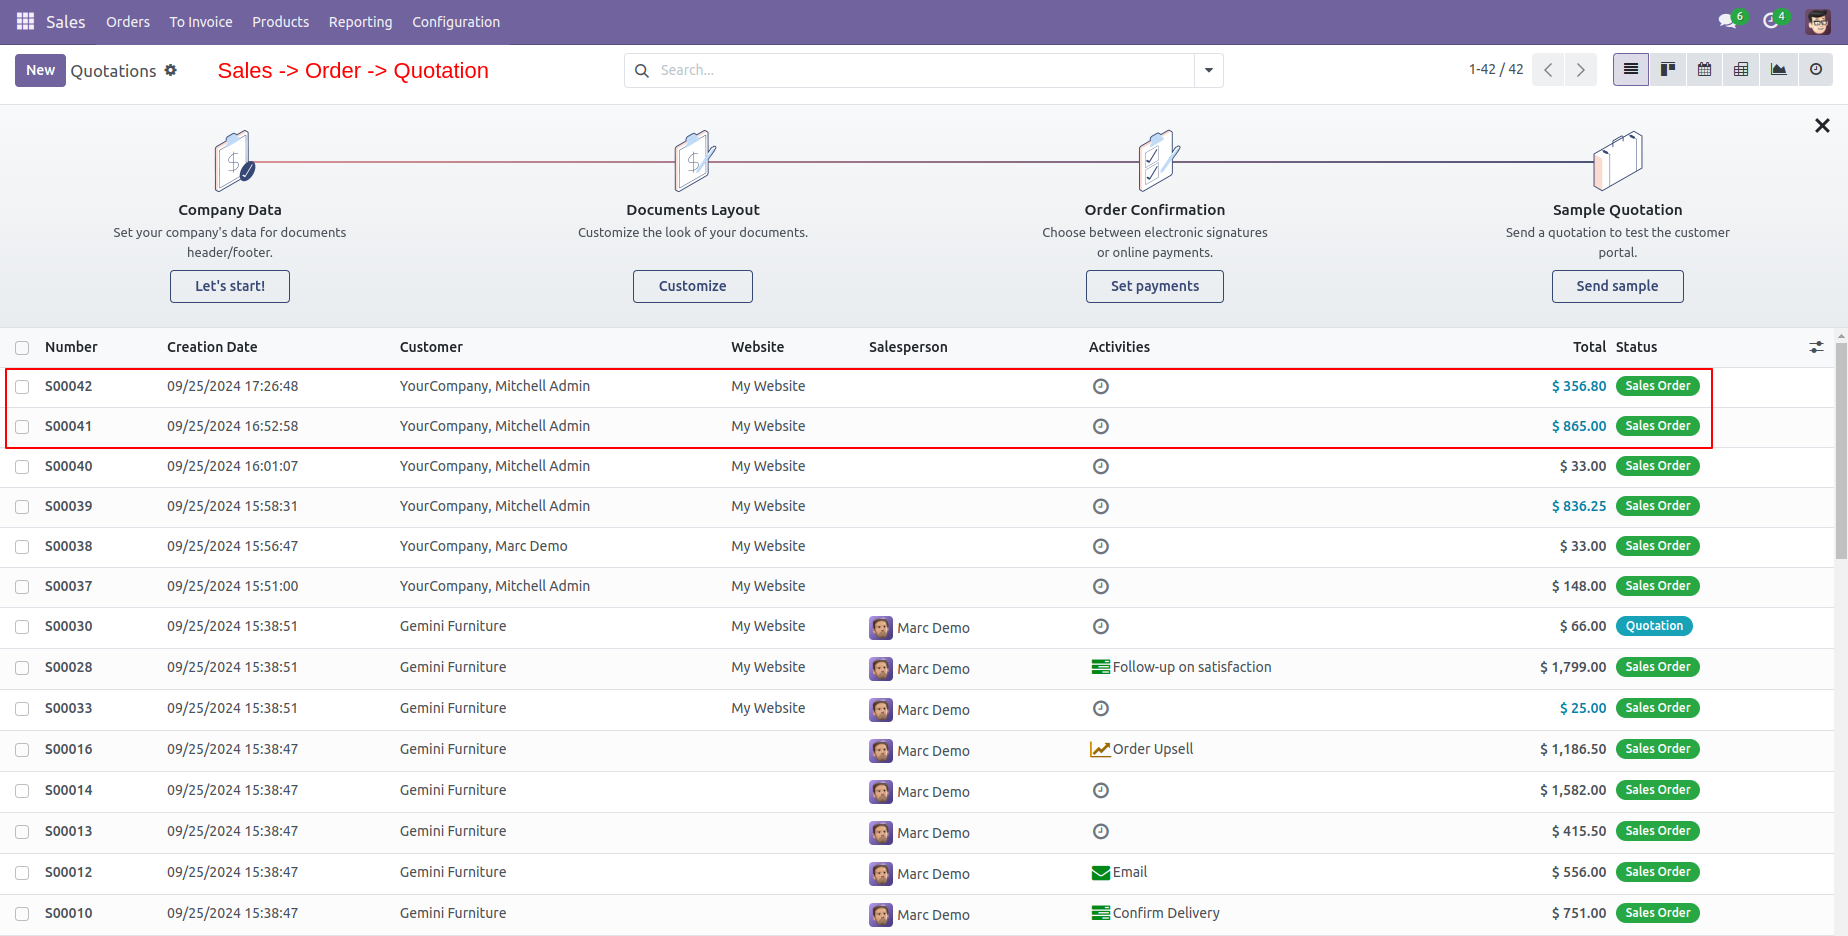 Sales Orders To Invoice Products Reporting Configuration 6 4
New Quotations Sales -> Order -> Quotation Search... 1-42 / 42
Company Data
Set your company's data for documents
header/footer.
Let's start!
Documents Layout
Customize the look of your documents.
Customize
Order Confirmation
Choose between electronic signatures
or online payments.
Set payments
Sample Quotation
Send a quotation to test the customer
portal.
Send sample
Number Creation Date Customer Website Salesperson Activities Total Status
S00042 09/25/2024 17:26:48 YourCompany, Mitchell Admin My Website $ 356.80 Sales Order
S00041 09/25/2024 16:52:58 YourCompany, Mitchell Admin My Website $ 865.00 Sales Order
S00040 09/25/2024 16:01:07 YourCompany, Mitchell Admin My Website $ 33.00 Sales Order
S00039 09/25/2024 15:58:31 YourCompany, Mitchell Admin My Website $ 836.25 Sales Order
S00038 09/25/2024 15:56:47 YourCompany, Marc Demo My Website $ 33.00 Sales Order
S00037 09/25/2024 15:51:00 YourCompany, Mitchell Admin My Website $ 148.00 Sales Order
S00030 09/25/2024 15:38:51 Gemini Furniture My Website Marc Demo $ 66.00 Quotation
S00028 09/25/2024 15:38:51 Gemini Furniture My Website Marc Demo Follow-up on satisfaction $ 1,799.00 Sales Order
S00033 09/25/2024 15:38:51 Gemini Furniture My Website Marc Demo $ 25.00 Sales Order
S00016 09/25/2024 15:38:47 Gemini Furniture Marc Demo Order Upsell $ 1,186.50 Sales Order
S00014 09/25/2024 15:38:47 Gemini Furniture Marc Demo $ 1,582.00 Sales Order
S00013 09/25/2024 15:38:47 Gemini Furniture Marc Demo $ 415.50 Sales Order
S00012 09/25/2024 15:38:47 Gemini Furniture Marc Demo Email $ 556.00 Sales Order
S00010 09/25/2024 15:38:47 Gemini Furniture Marc Demo Confirm Delivery $ 751.00 Sales Order